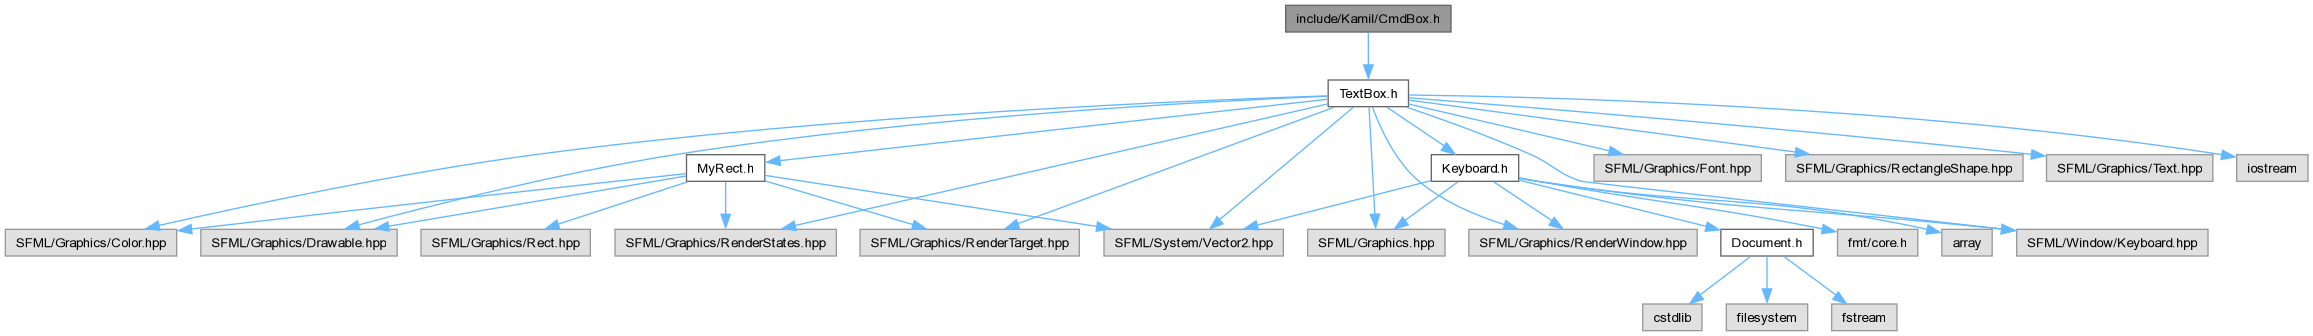 include/Kamil/CmdBox.h
TextBox.h
MyRect.h
Keyboard.h
SFML/Graphics/Font.hpp
SFML/Graphics/RectangleShape.hpp
SFML/Graphics/Text.hpp
iostream
SFML/Graphics/Color.hpp
SFML/Graphics/Drawable.hpp
SFML/Graphics/Rect.hpp
SFML/Graphics/RenderStates.hpp
SFML/Graphics/RenderTarget.hpp
SFML/System/Vector2.hpp
SFML/Graphics.hpp
SFML/Graphics/RenderWindow.hpp
Document.h
fmt/core.h
array
SFML/Window/Keyboard.hpp
cstdlib
filesystem
fstream